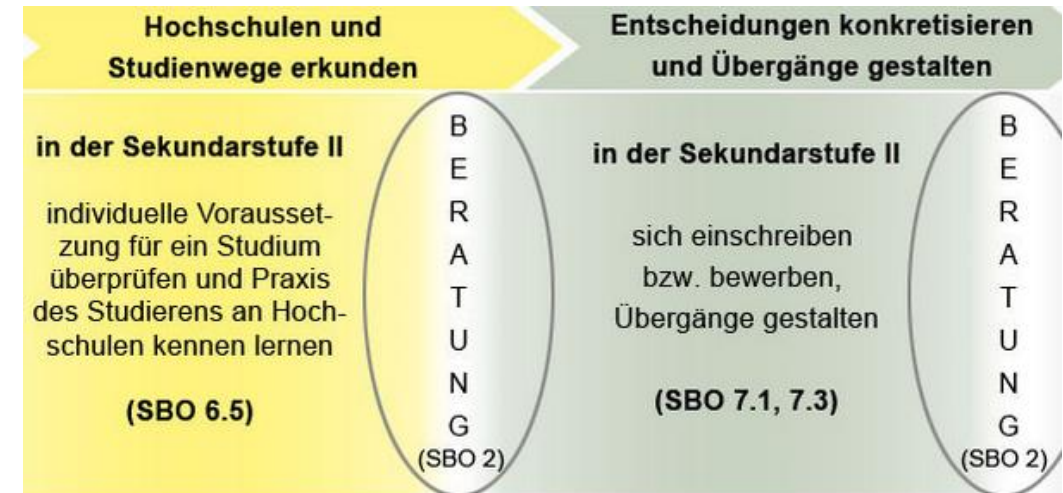 Hochschulen und
Studienwege erkunden
in der Sekundarstufe II
individuelle Vorausset-
zung für ein Studium
überprüfen und Praxis
des Studierens an Hoch-
schulen kennen lernen
(SBO 6.5)
B
E
R
A
T
U
N
G
(SBO 2)
Entscheidungen konkretisieren
und Übergänge gestalten
in der Sekundarstufe II
sich einschreiben
bzw. bewerben,
Übergänge gestalten
(SBO 7.1, 7.3)
B
E
R
A
T
U
N
G
(SBO 2)